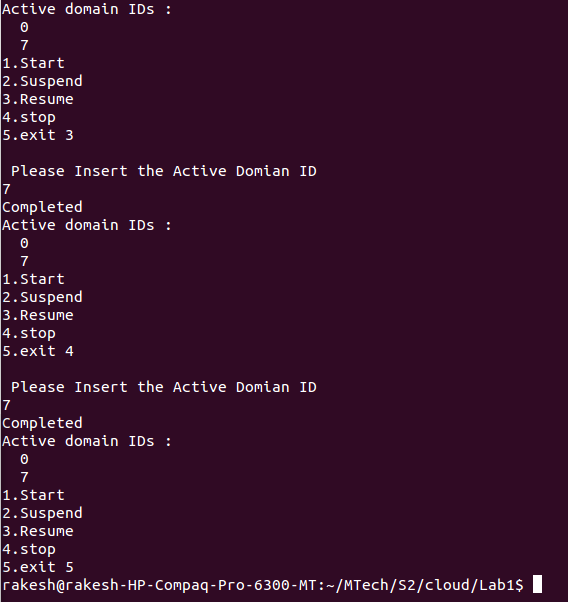 Active domain IDs :
  0
  7
1.Start
2.Suspend
3.Resume
4.stop
5.exit 3

 Please Insert the Active Domian ID
7
Completed
Active domain IDs :
  0
  7
1.Start
2.Suspend
3.Resume
4.stop
5.exit 4

 Please Insert the Active Domian ID
7
Completed
Active domain IDs :
  0
  7
1.Start
2.Suspend
3.Resume
4.stop
5.exit 5
rakesh@rakesh-HP-Compaq-Pro-6300-MT:~/MTech/S2/cloud/Lab1$